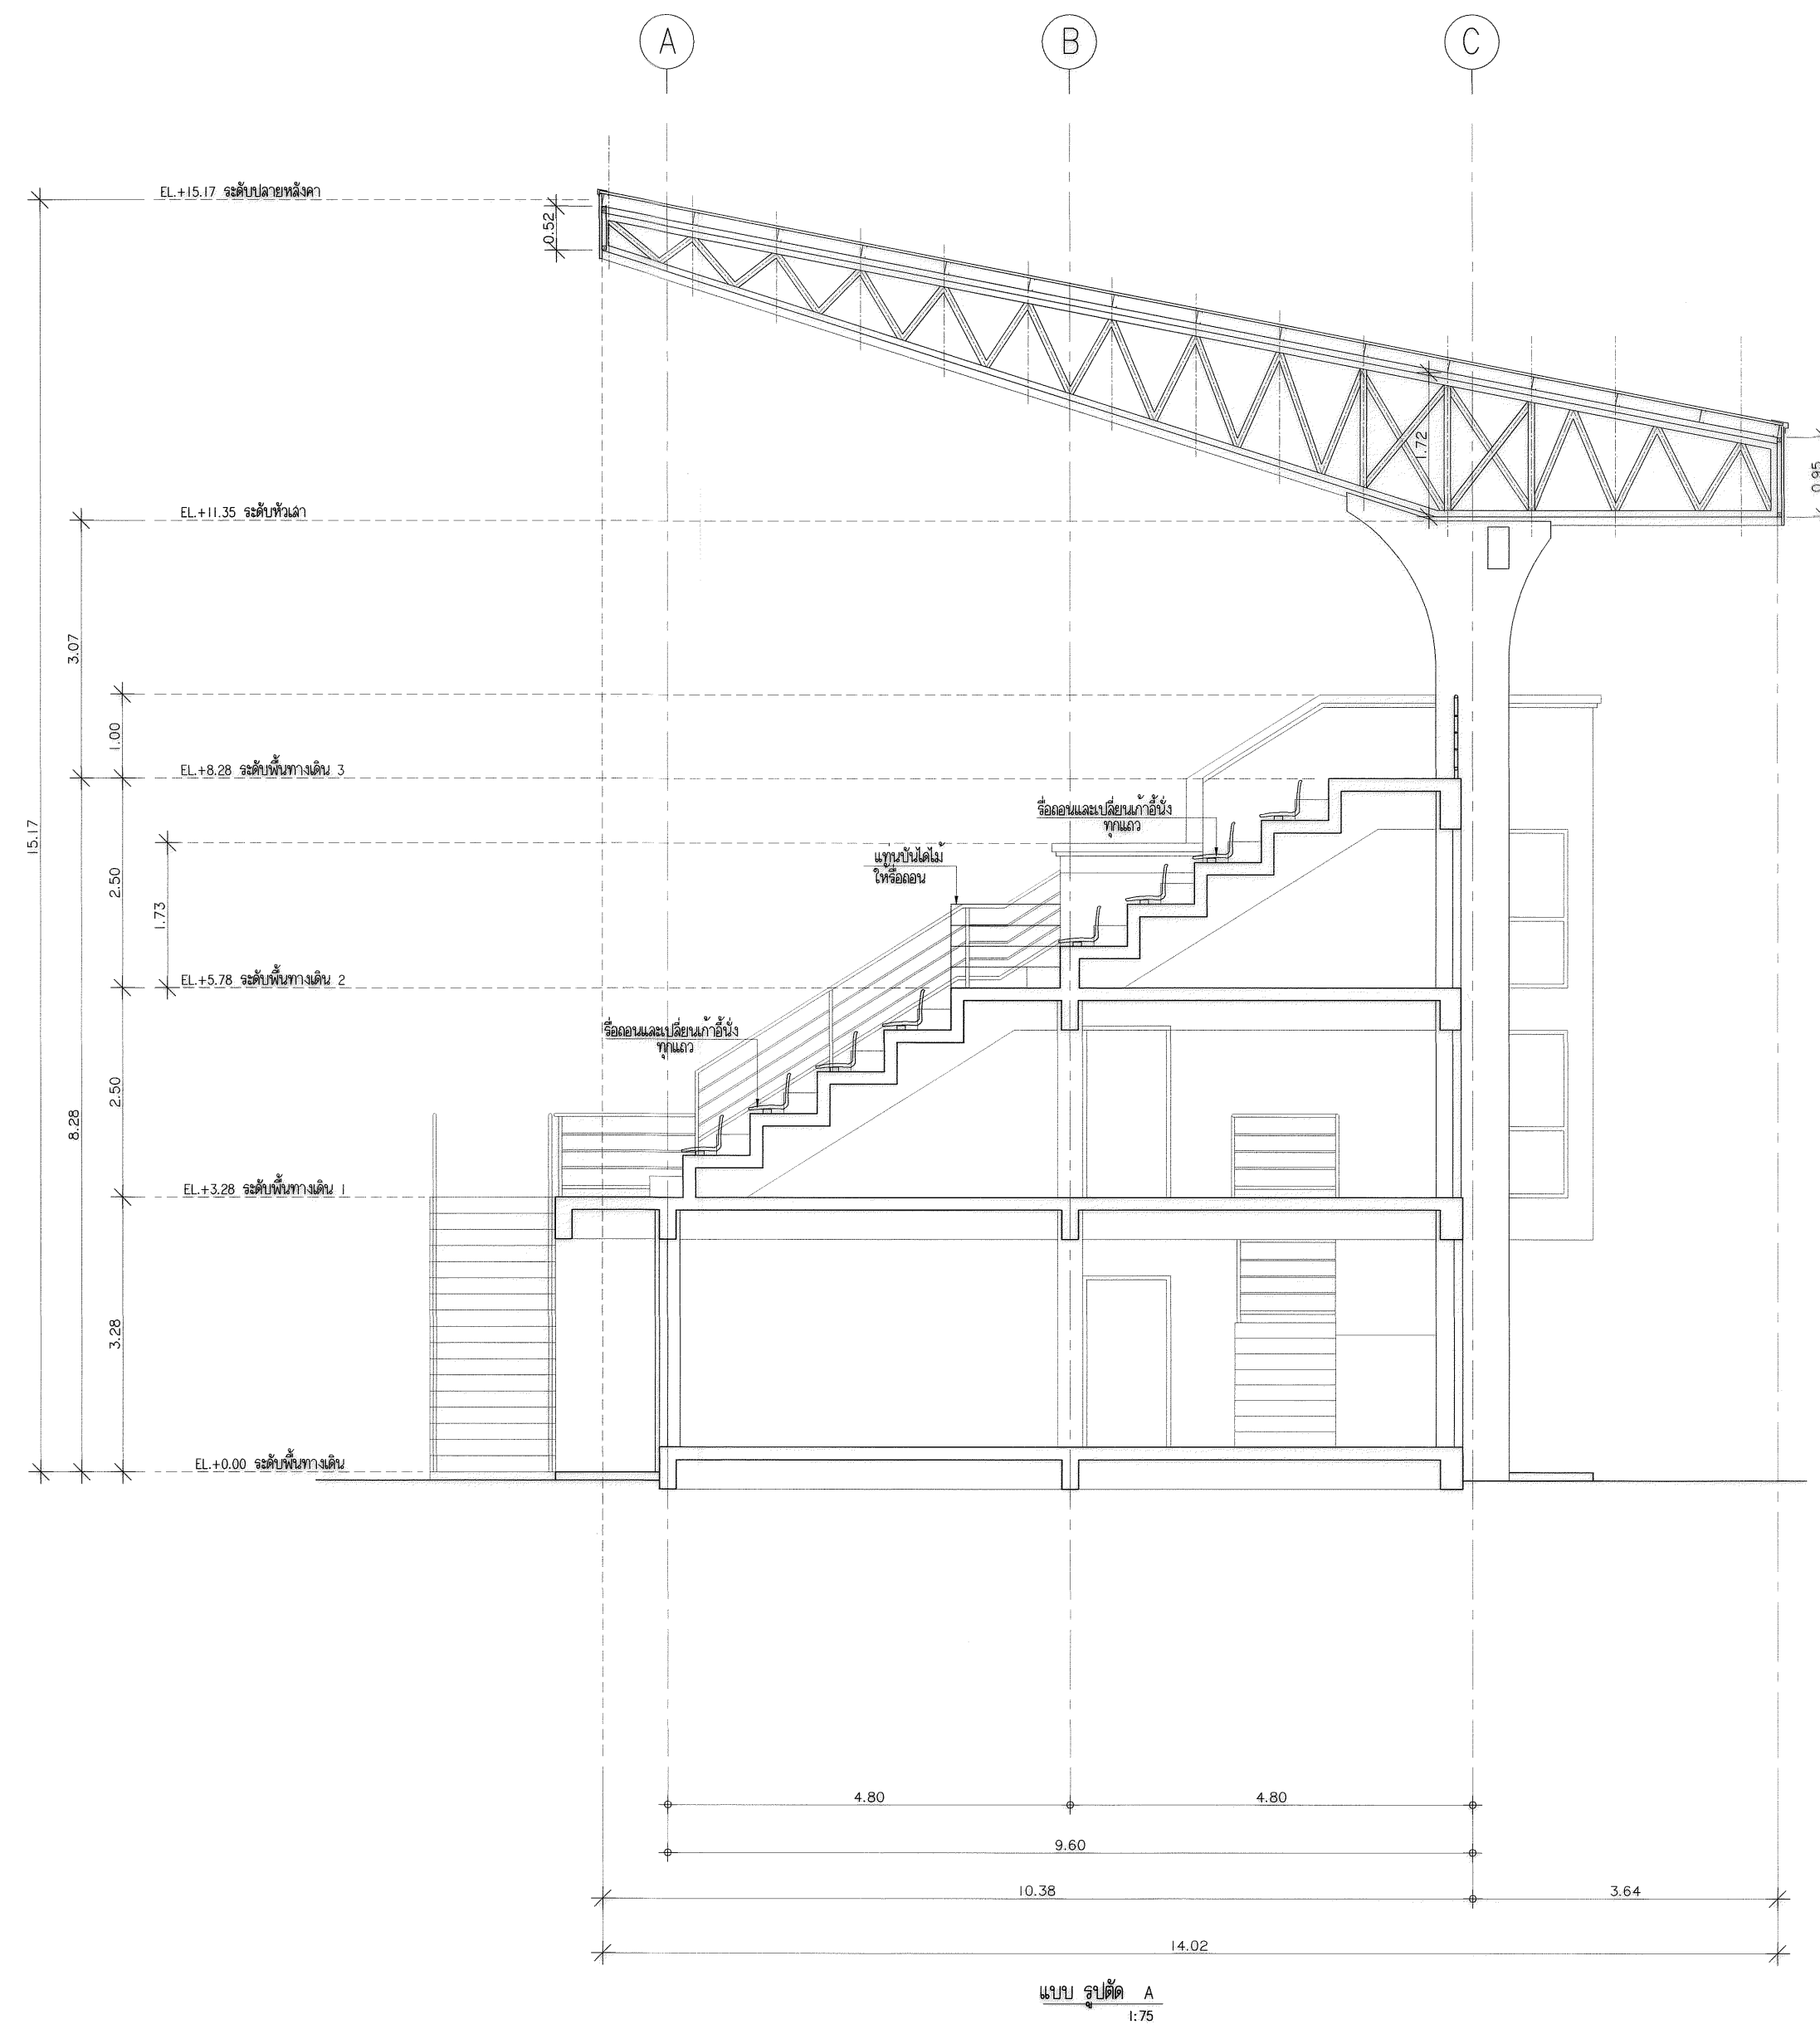 A
B
C
EL.+15.17 ระดับปลายหลังคา
0.52
1.72
0.95
EL.+11.35 ระดับหัวเสา
3.07
1.00
EL.+8.28 ระดับพื้นทางเดิน 3
รื้อถอนและเปลี่ยนเก้าอี้นั่ง
ทุกแถว
15.17
แท่นบันไดไม้
ให้รื้อถอน
2.50
1.73
EL.+5.78 ระดับพื้นทางเดิน 2
รื้อถอนและเปลี่ยนเก้าอี้นั่ง
ทุกแถว
2.50
8.28
EL.+3.28 ระดับพื้นทางเดิน 1
3.28
EL.+0.00 ระดับพื้นทางเดิน
4.80
4.80
9.60
10.38
3.64
14.02
แบบ รูปตัด A
1:75